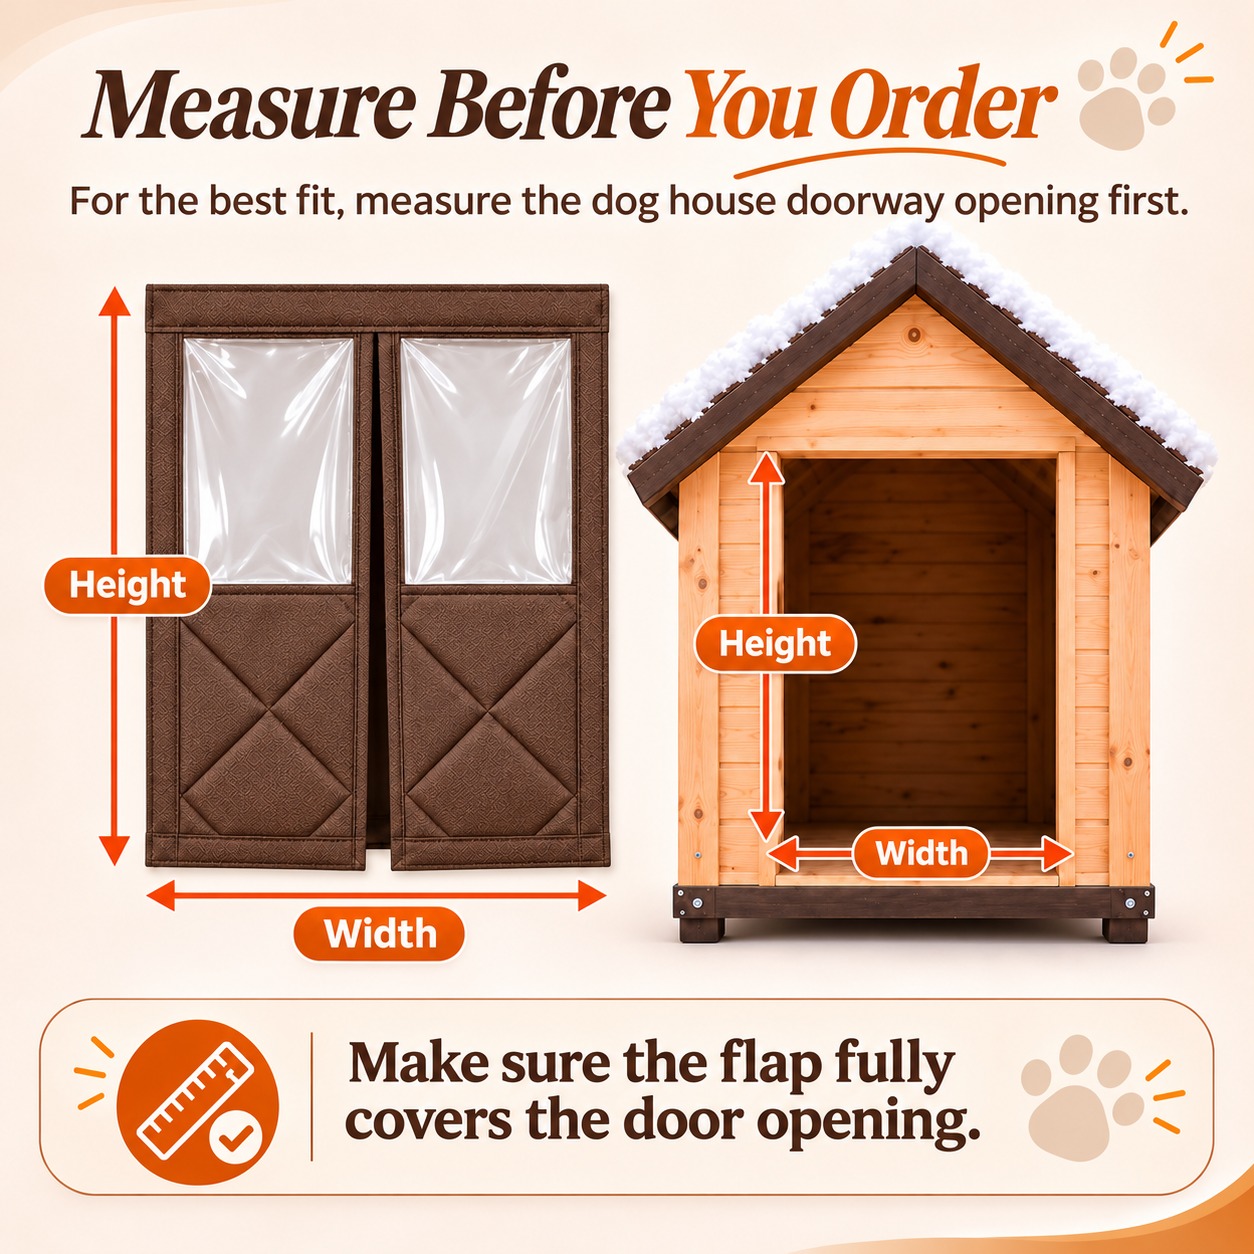 Measure Before You Order
For the best fit, measure the dog house doorway opening first.
Height
Height
Width
Width
Make sure the flap fully
covers the door opening.